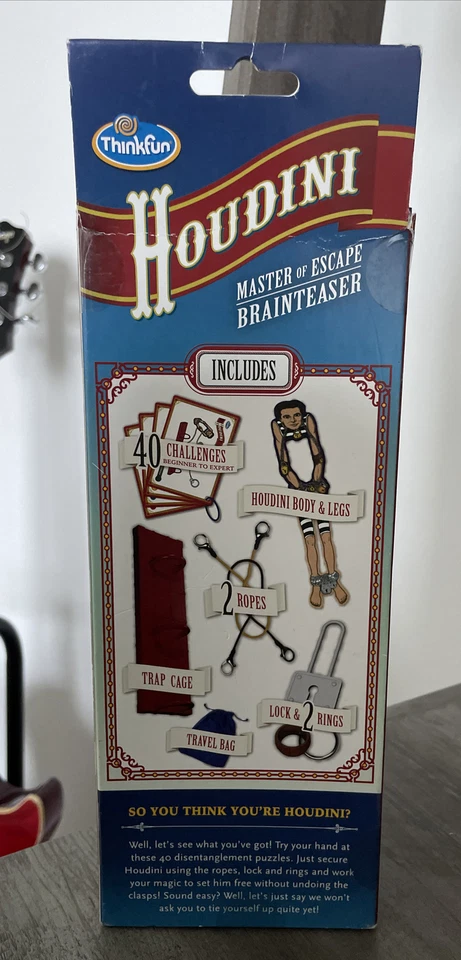 ThinkFun
HOUDINI
MASTER OF ESCAPE
BRAINTEASER
INCLUDES
40 CHALLENGES
BEGINNER TO EXPERT
HOUDINI BODY & LEGS
2 ROPES
TRAP CAGE
LOCK & 2 RINGS
TRAVEL BAG
SO YOU THINK YOU'RE HOUDINI?
Well, let's see what you've got! Try your hand at
these 40 disentanglement puzzles. Just secure
Houdini using the ropes, lock and rings and work
your magic to set him free without undoing the
clasps! Sound easy? Well, let's just say we won't
ask you to tie yourself up quite yet!